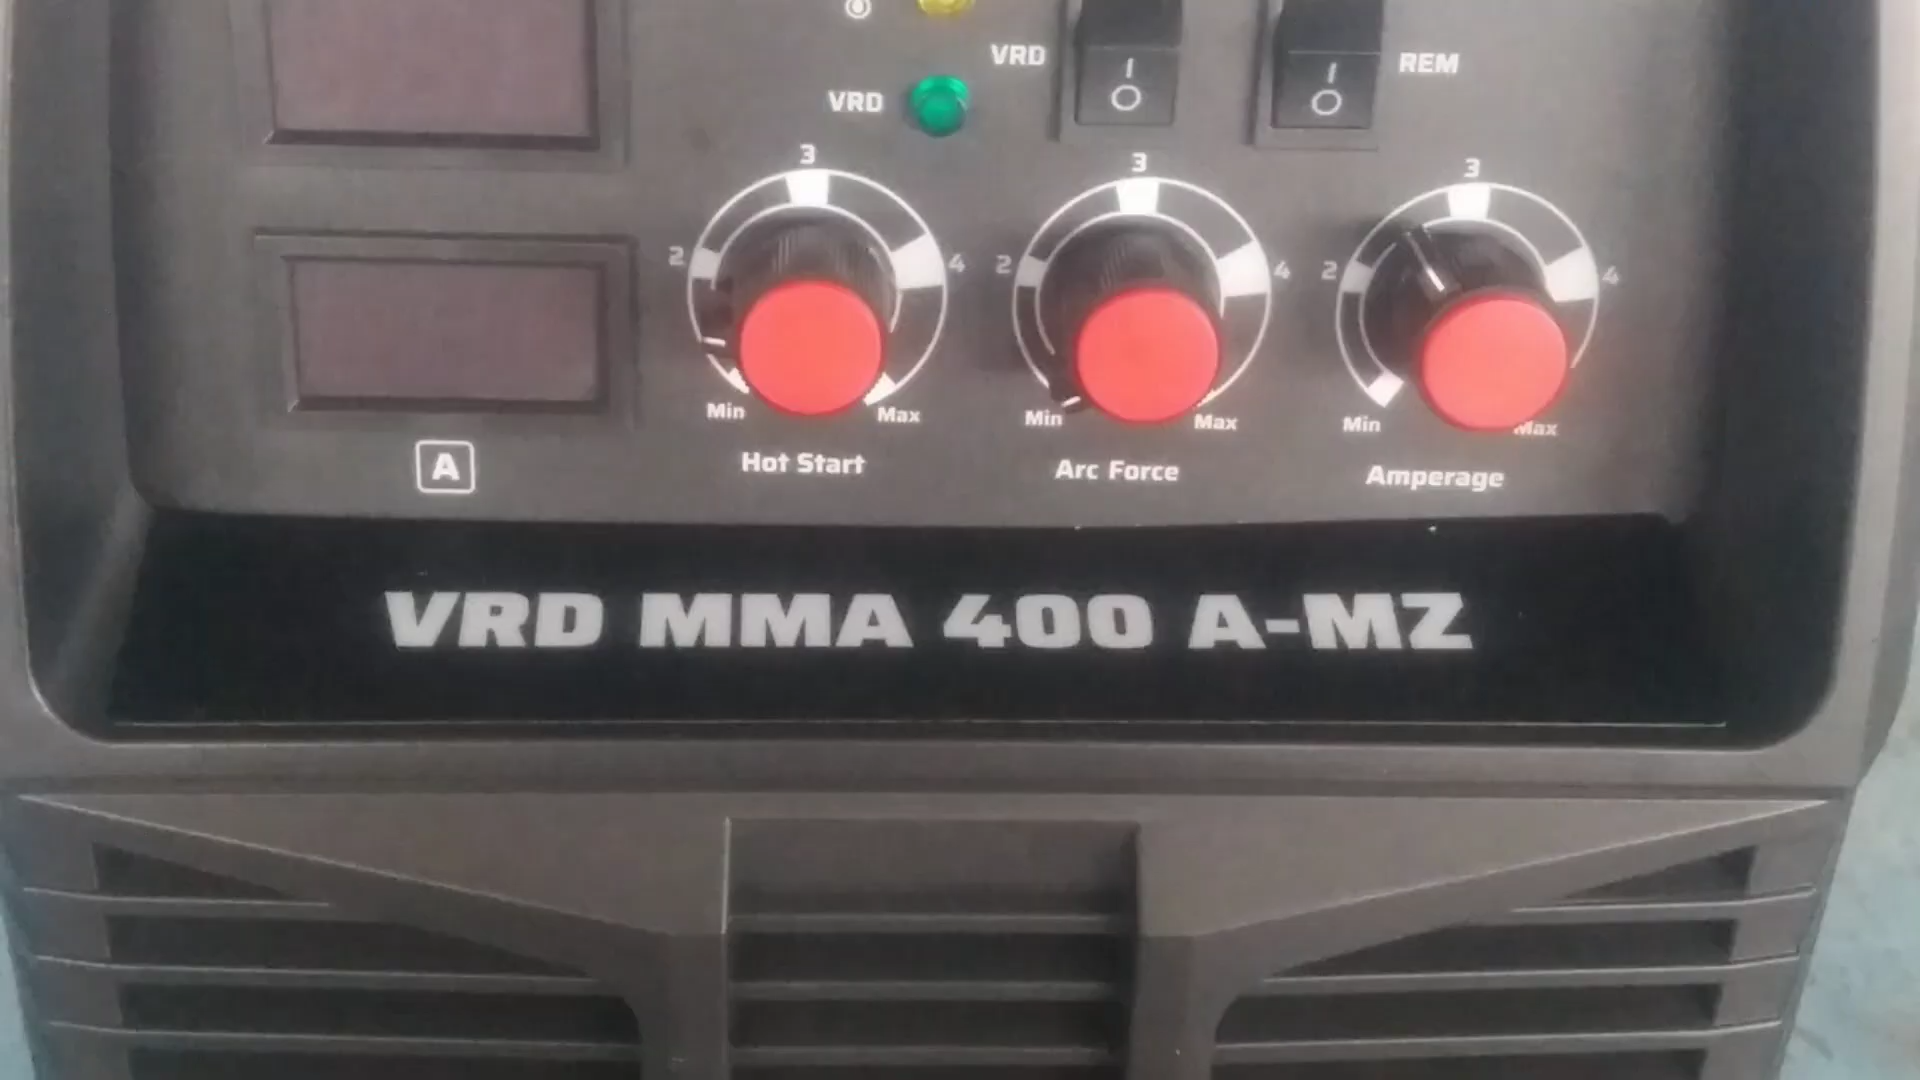 VRD
I
O
I
O
REM
VRD
3
2
4
Min
Max
Hot Start
3
2
4
Min
Max
Arc Force
3
2
4
Min
Max
Amperage
A
VRD MMA 400 A-MZ